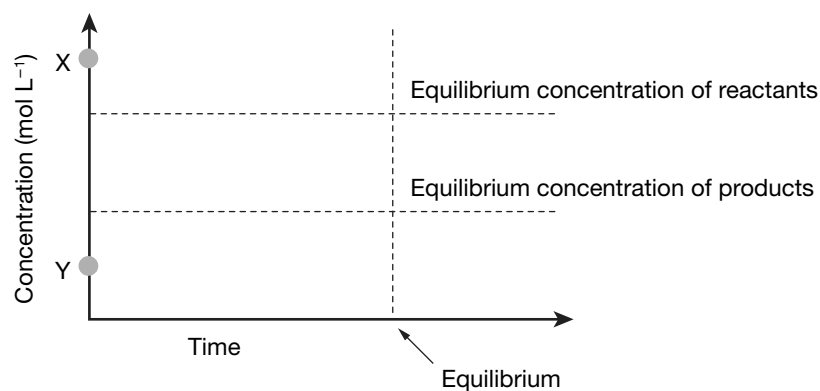 X
Equilibrium concentration of reactants
Concentration (mol L⁻¹)
Equilibrium concentration of products
Y
Time
Equilibrium